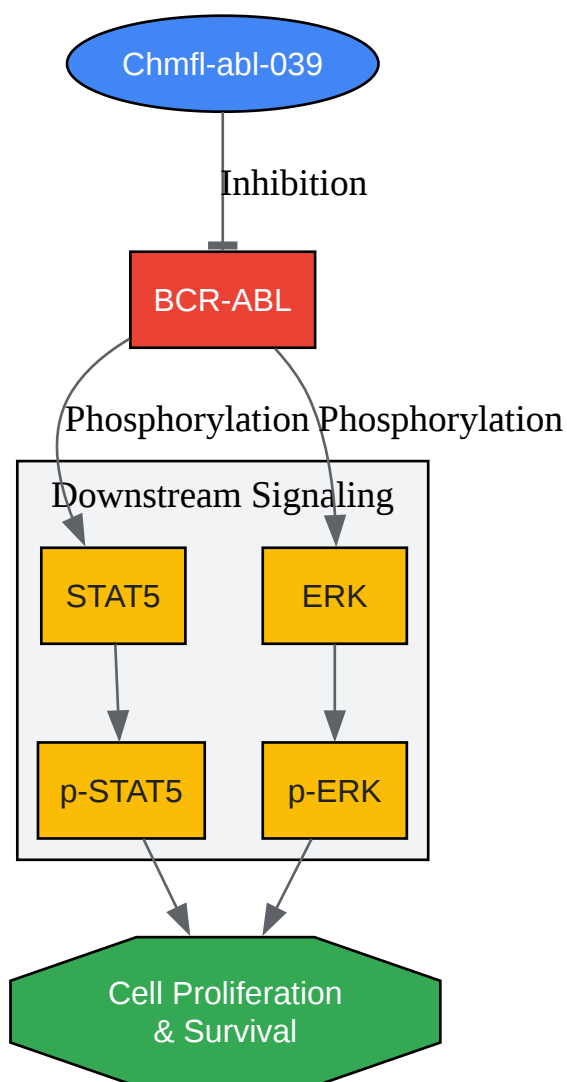 Chmfl-abl-039
Inhibition
BCR-ABL
Phosphorylation
Phosphorylation
Downstream Signaling
STAT5
ERK
p-STAT5
p-ERK
Cell Proliferation
& Survival